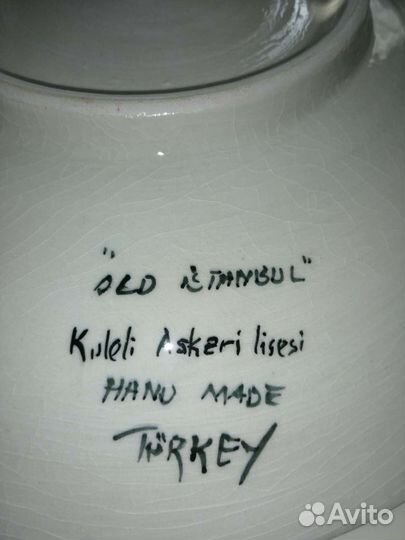 "OLD İSTANBUL"
Kuleli Askeri lisesi
HAND MADE
TÜRKEY
Avito